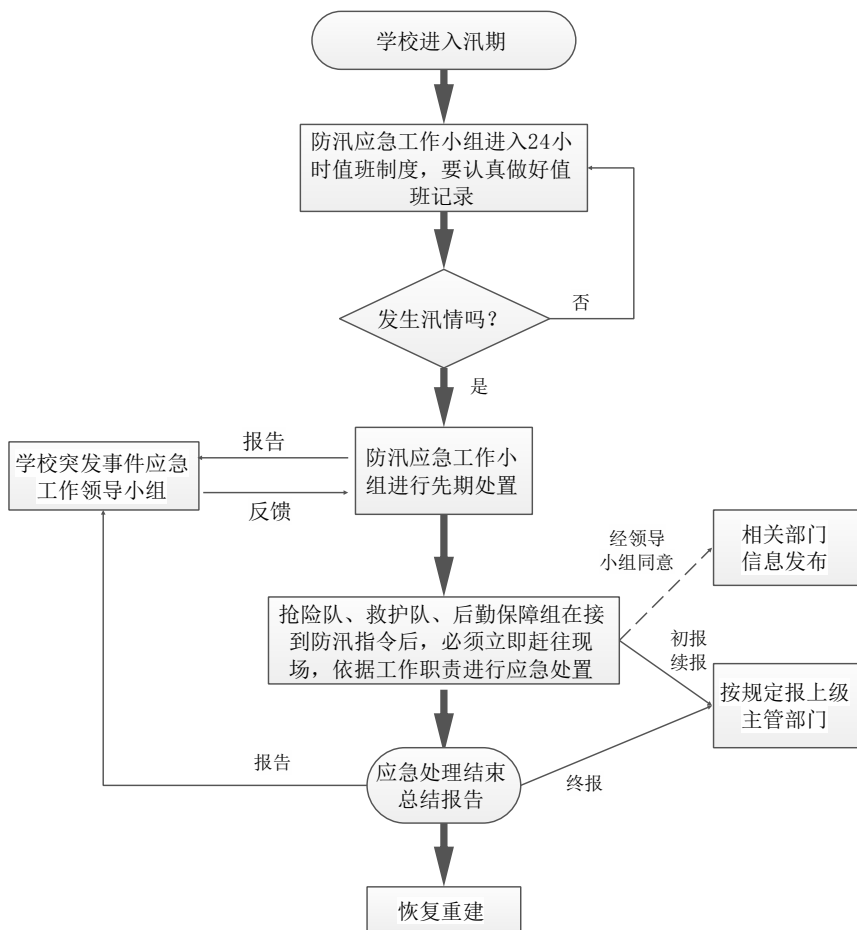 学校进入汛期
防汛应急工作小组进入24小
时值班制度，要认真做好值
班记录
否
发生汛情吗？
是
报告
学校突发事件应急
工作领导小组
防汛应急工作小
组进行先期处置
反馈
经领导
小组同意
相关部门
信息发布
抢险队、救护队、后勤保障组在接
到防汛指令后，必须立即赶往现
场，依据工作职责进行应急处置
初报
续报
按规定报上级
主管部门
报告
应急处理结束
总结报告
终报
恢复重建